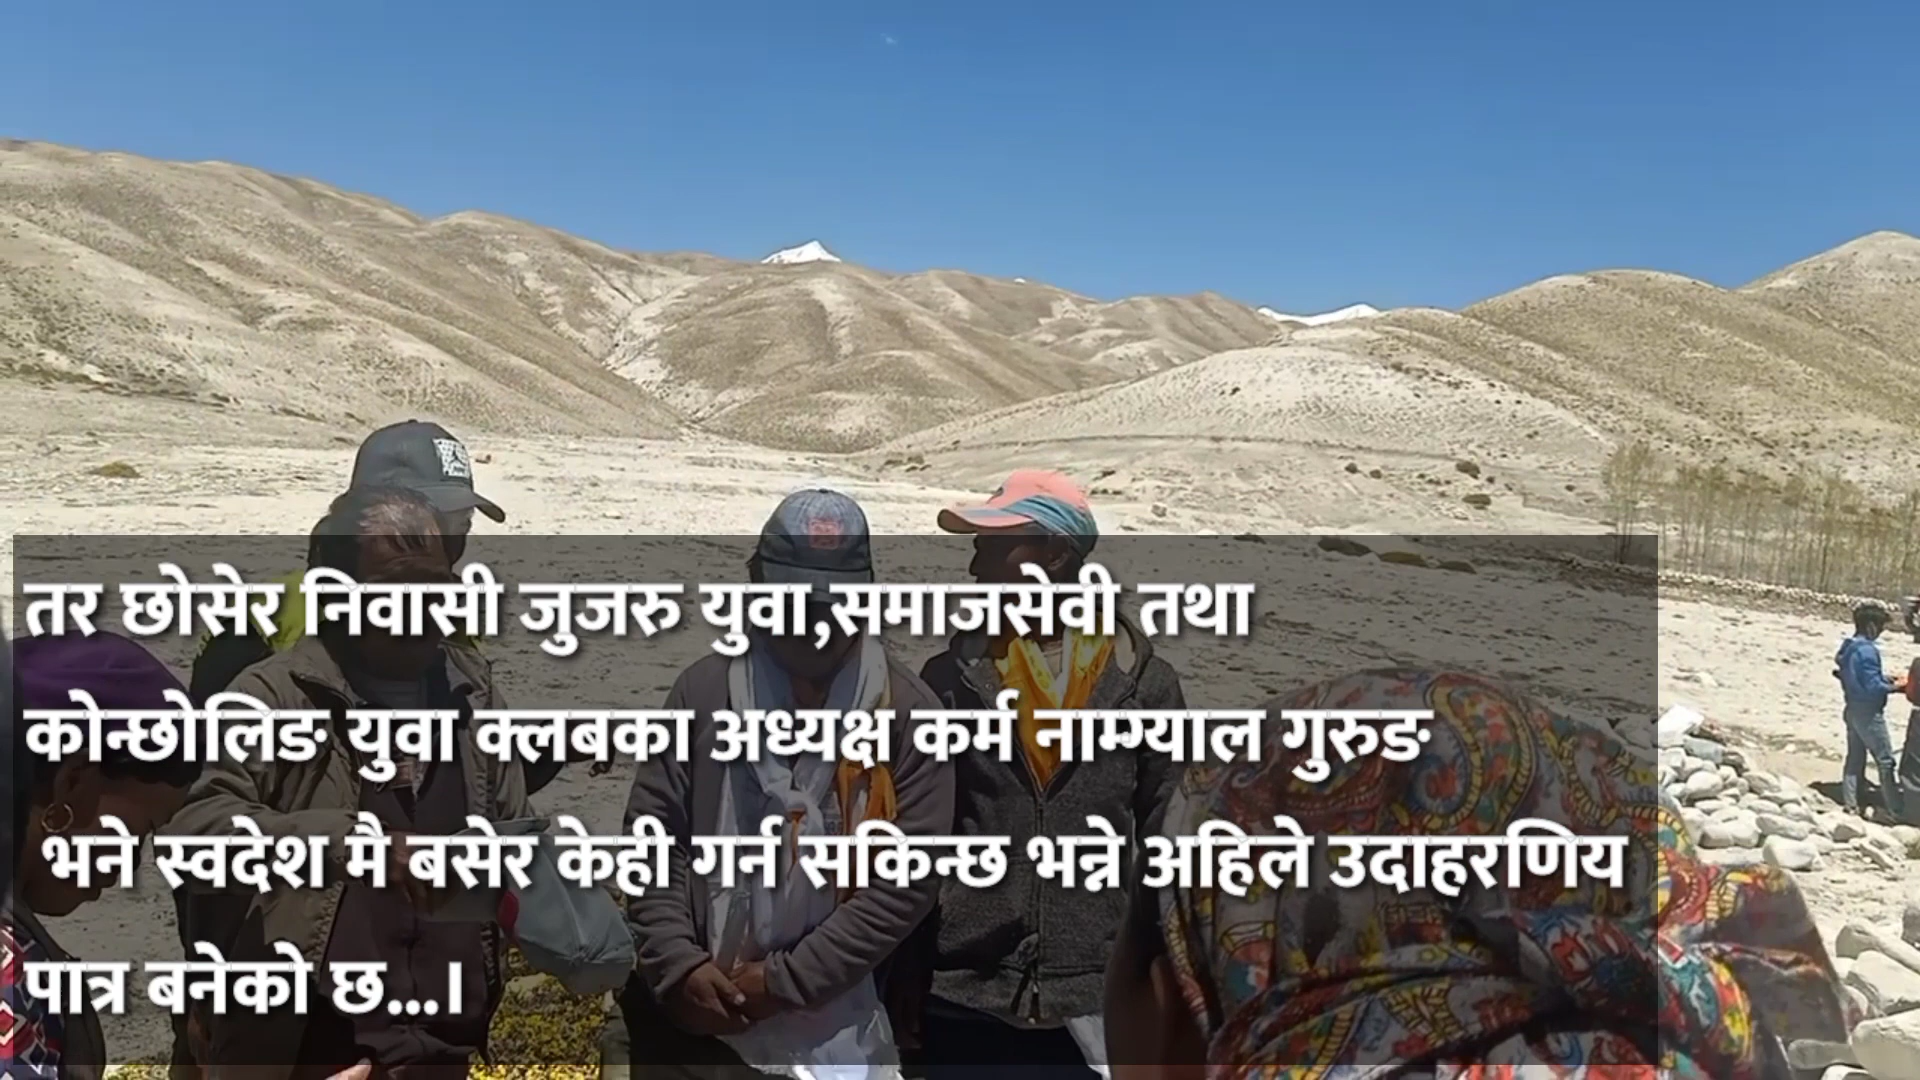 तर छोसेर निवासी जुजरु युवा,समाजसेवी तथा
कोन्छोलिङ युवा क्लबका अध्यक्ष कर्म नाम्ग्याल गुरुङ
भने स्वदेश मै बसेर केही गर्न सकिन्छ भन्ने अहिले उदाहरणिय
पात्र बनेको छ...।